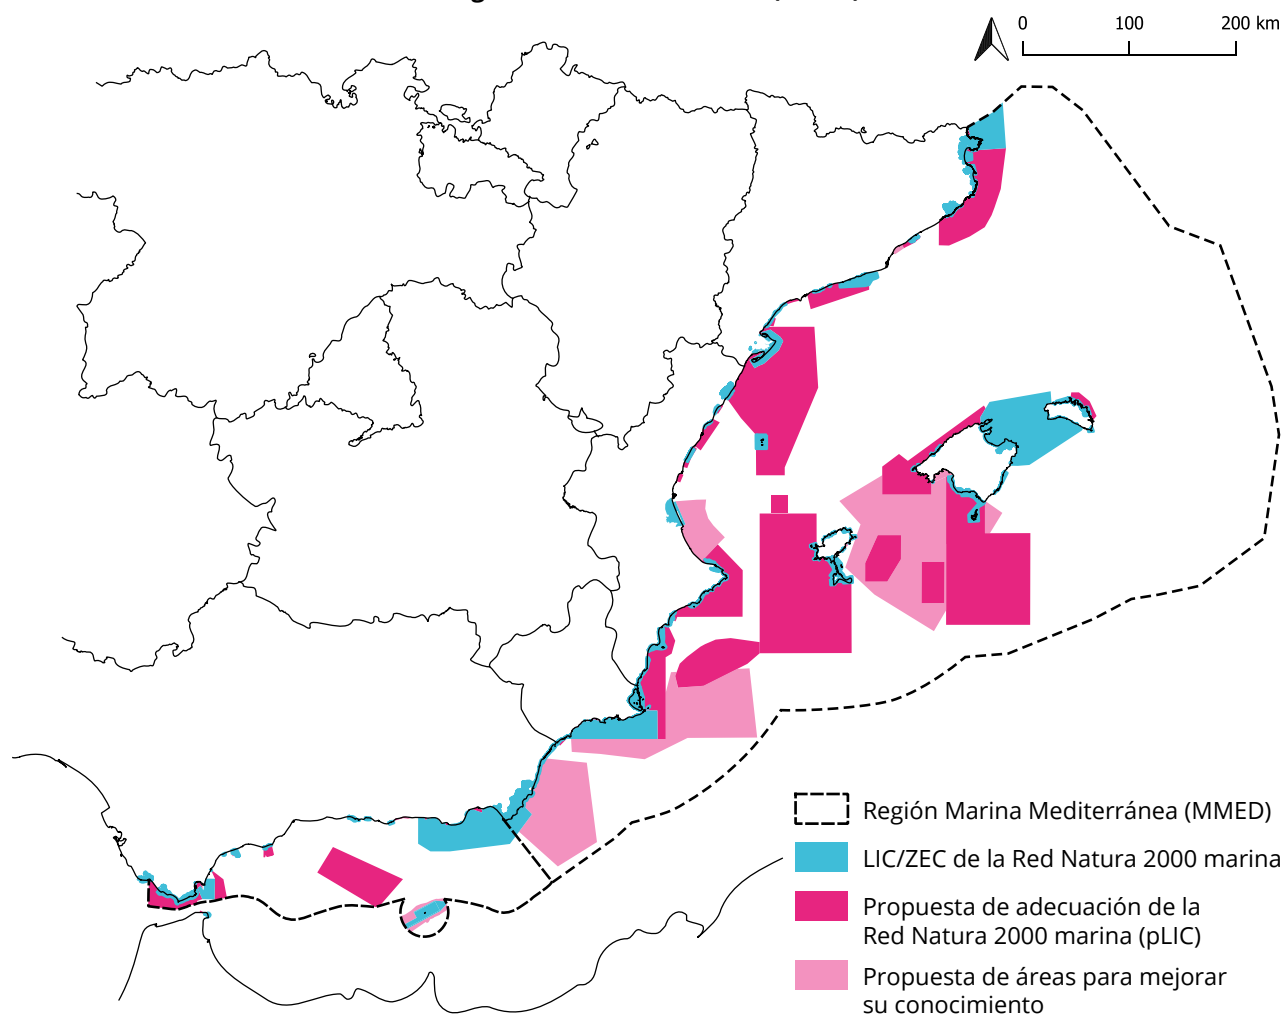 0 100 200 km
Región Marina Mediterránea (MMED)
LIC/ZEC de la Red Natura 2000 marina
Propuesta de adecuación de la
Red Natura 2000 marina (pLIC)
Propuesta de áreas para mejorar
su conocimiento